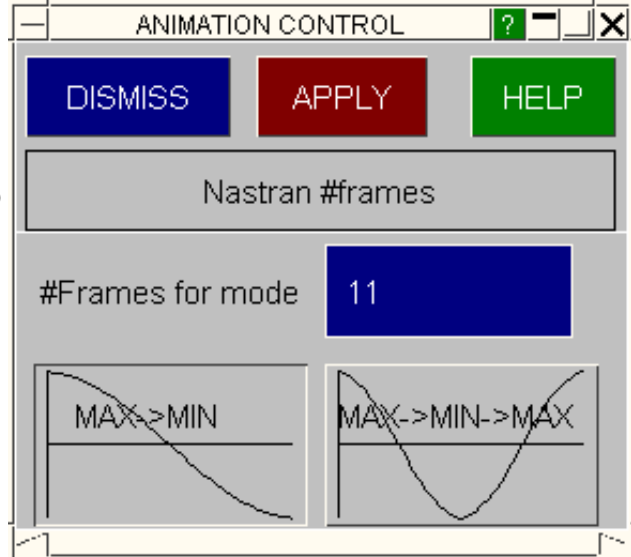 ANIMATION CONTROL ?
DISMISS APPLY HELP
Nastran #frames
#Frames for mode 11
MAX->MIN MAX->MIN->MAX